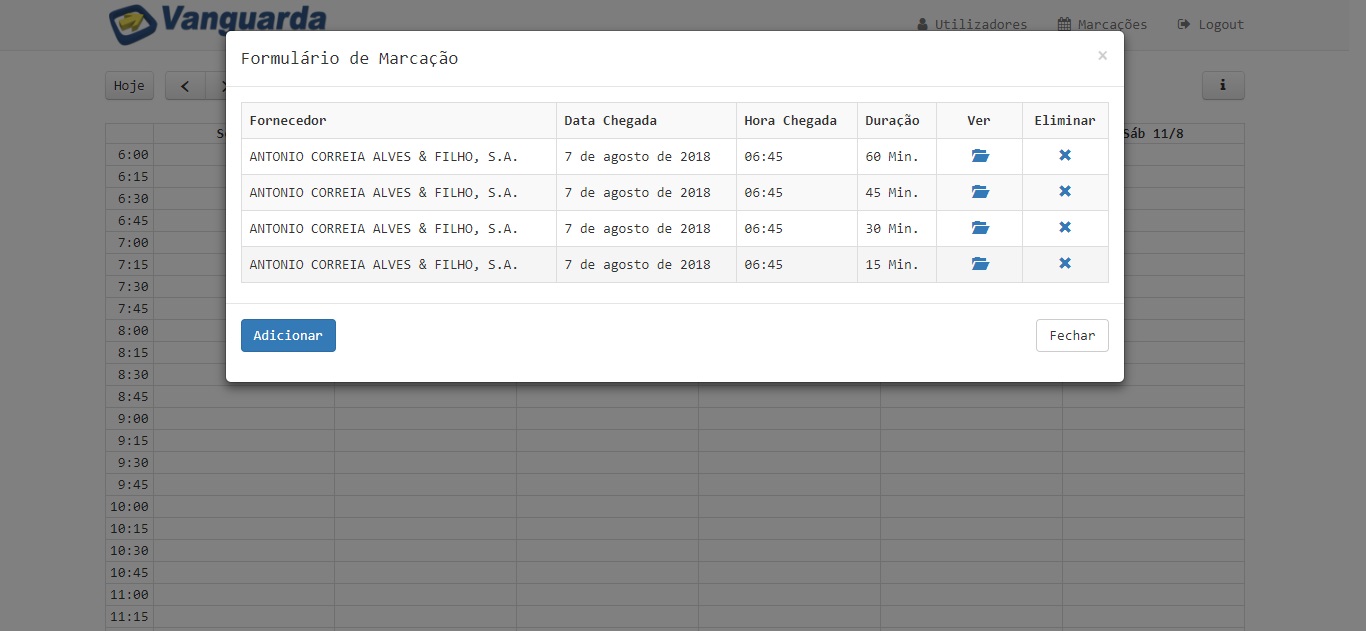 Vanguarda
Utilizadores Marcações Logout
Formulário de Marcação ×
Hoje < i
Fornecedor Data Chegada Hora Chegada Duração Ver Eliminar
ANTONIO CORREIA ALVES & FILHO, S.A. 7 de agosto de 2018 06:45 60 Min.
ANTONIO CORREIA ALVES & FILHO, S.A. 7 de agosto de 2018 06:45 45 Min.
ANTONIO CORREIA ALVES & FILHO, S.A. 7 de agosto de 2018 06:45 30 Min.
ANTONIO CORREIA ALVES & FILHO, S.A. 7 de agosto de 2018 06:45 15 Min.
Adicionar Fechar
Sáb 11/8
6:00
6:15
6:30
6:45
7:00
7:15
7:30
7:45
8:00
8:15
8:30
8:45
9:00
9:15
9:30
9:45
10:00
10:15
10:30
10:45
11:00
11:15